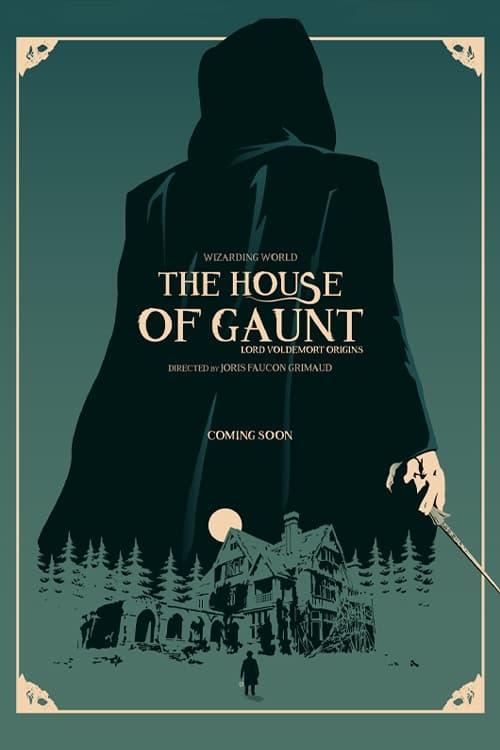 WIZARDING WORLD
THE HOUSE
OF GAUNT
LORD VOLDEMORT ORIGINS
DIRECTED BY JORIS FAUCON GRIMAUD
COMING SOON